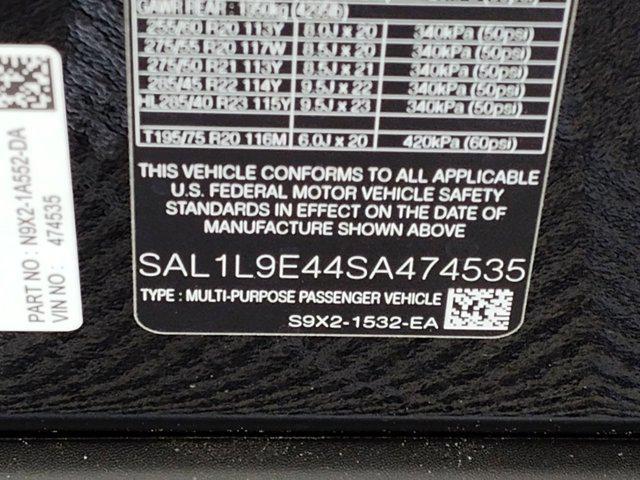 GAWR REAR : 1950kg (4299lb)
255/60 R20 113Y 8.0J x 20 340kPa (50psi)
275/55 R20 117W 8.5J x 20 340kPa (50psi)
275/50 R21 113Y 8.5J x 21 340kPa (50psi)
285/45 R22 114Y 9.5J x 22 340kPa (50psi)
HL285/40 R23 115Y 9.5J x 23 340kPa (50psi)
T195/75 R20 116M 6.0J x 20 420kPa (60psi)
THIS VEHICLE CONFORMS TO ALL APPLICABLE
U.S. FEDERAL MOTOR VEHICLE SAFETY
STANDARDS IN EFFECT ON THE DATE OF
MANUFACTURE SHOWN ABOVE
SAL1L9E44SA474535
TYPE : MULTI-PURPOSE PASSENGER VEHICLE
S9X2-1532-EA
PART NO : N9X2-1A552-DA
VIN NO : 474535